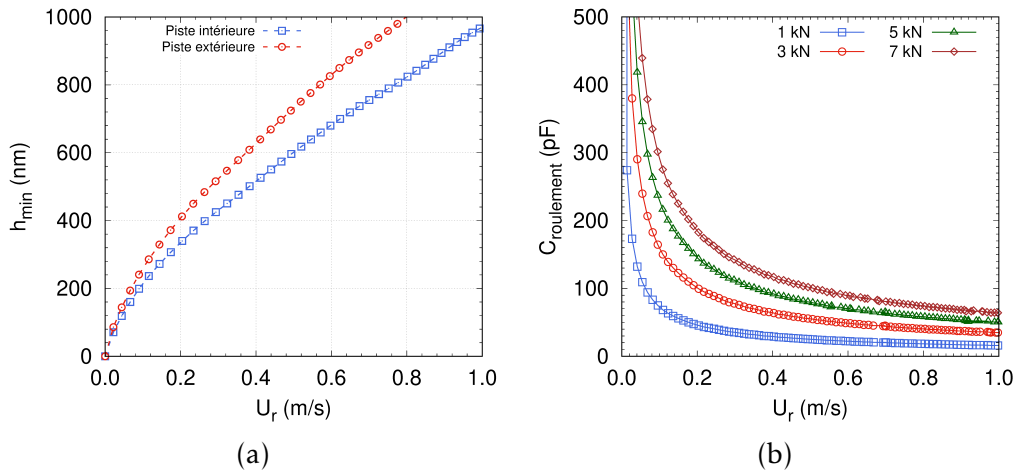 Piste intérieure
Piste extérieure
1000
800
600
400
200
0
h_min (nm)
0.0 0.2 0.4 0.6 0.8 1.0
U_r (m/s)
(a)
1 kN 5 kN
3 kN 7 kN
500
400
300
200
100
0
C_roulement (pF)
0.0 0.2 0.4 0.6 0.8 1.0
U_r (m/s)
(b)